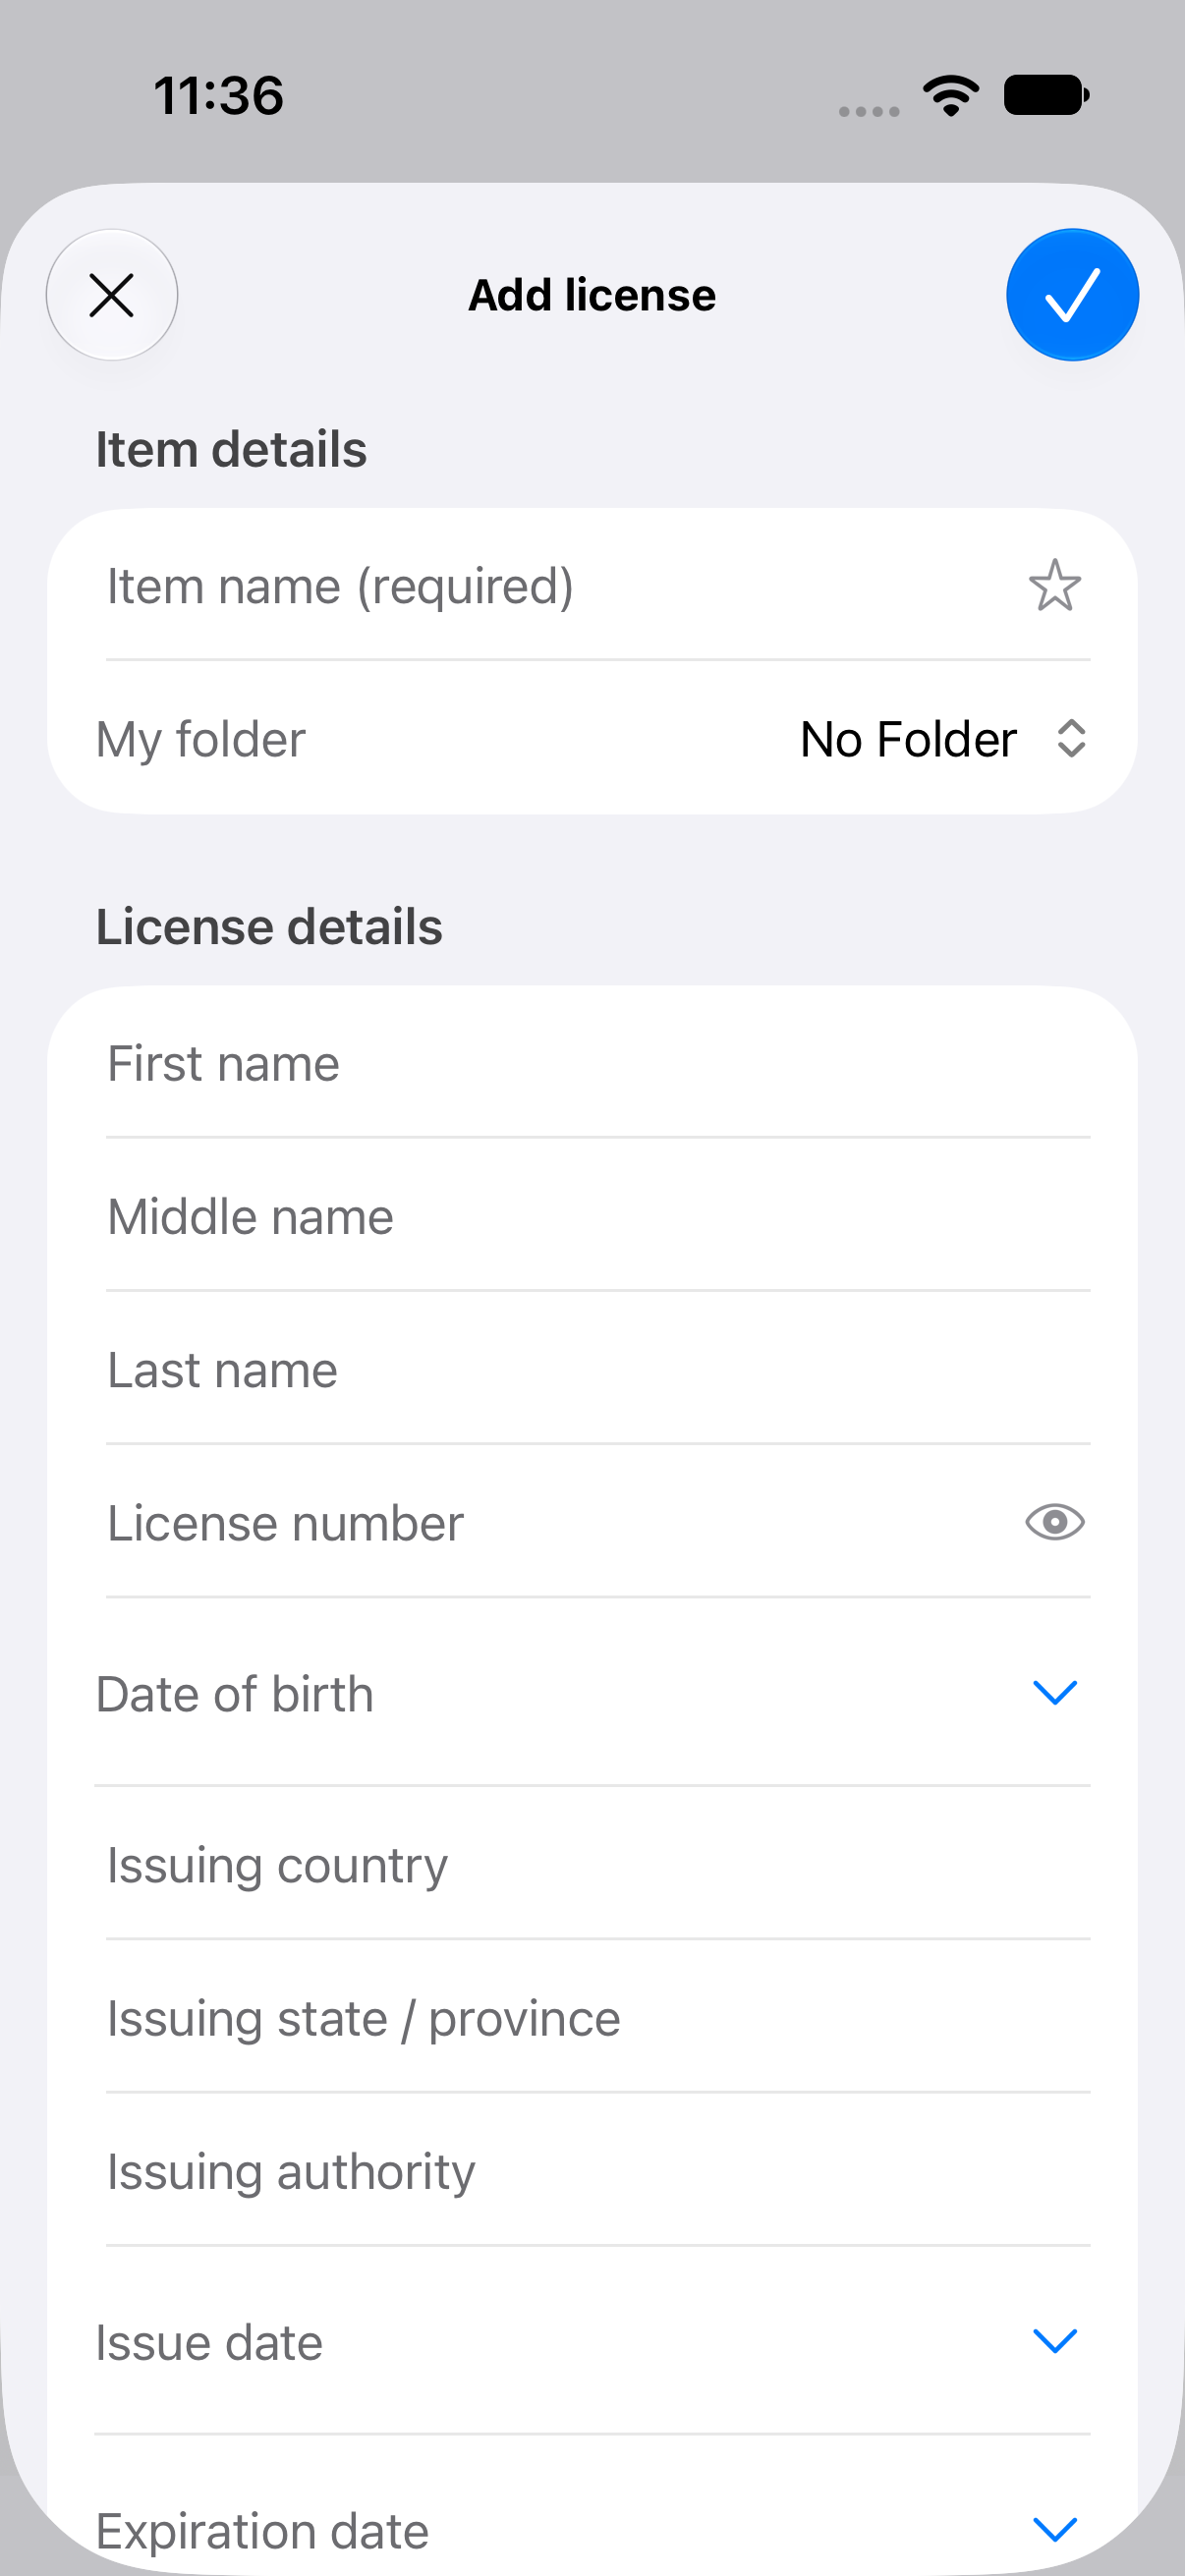 11:36
Add license
Item details
Item name (required)
My folder
No Folder
License details
First name
Middle name
Last name
License number
Date of birth
Issuing country
Issuing state / province
Issuing authority
Issue date
Expiration date